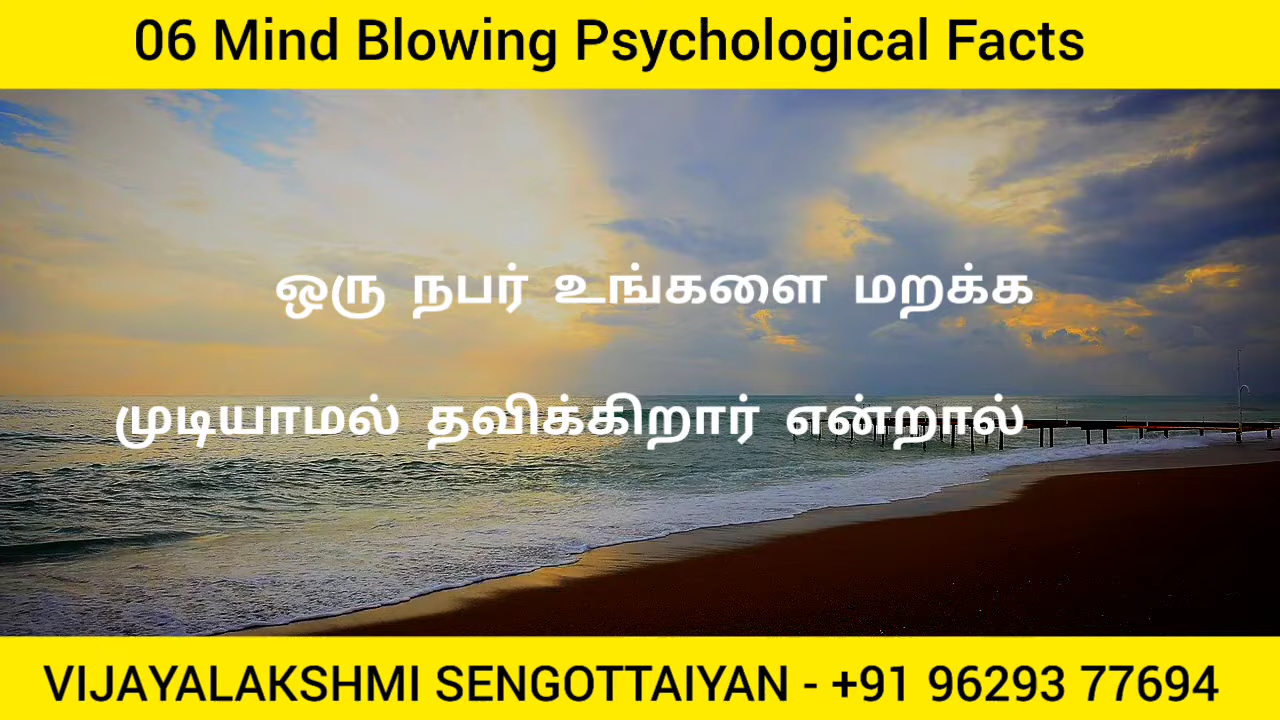 06 Mind Blowing Psychological Facts
ஒரு நபர் உங்களை மறக்க
முடியாமல் தவிக்கிறார் என்றால்
VIJAYALAKSHMI SENGOTTAIYAN - +91 96293 77694